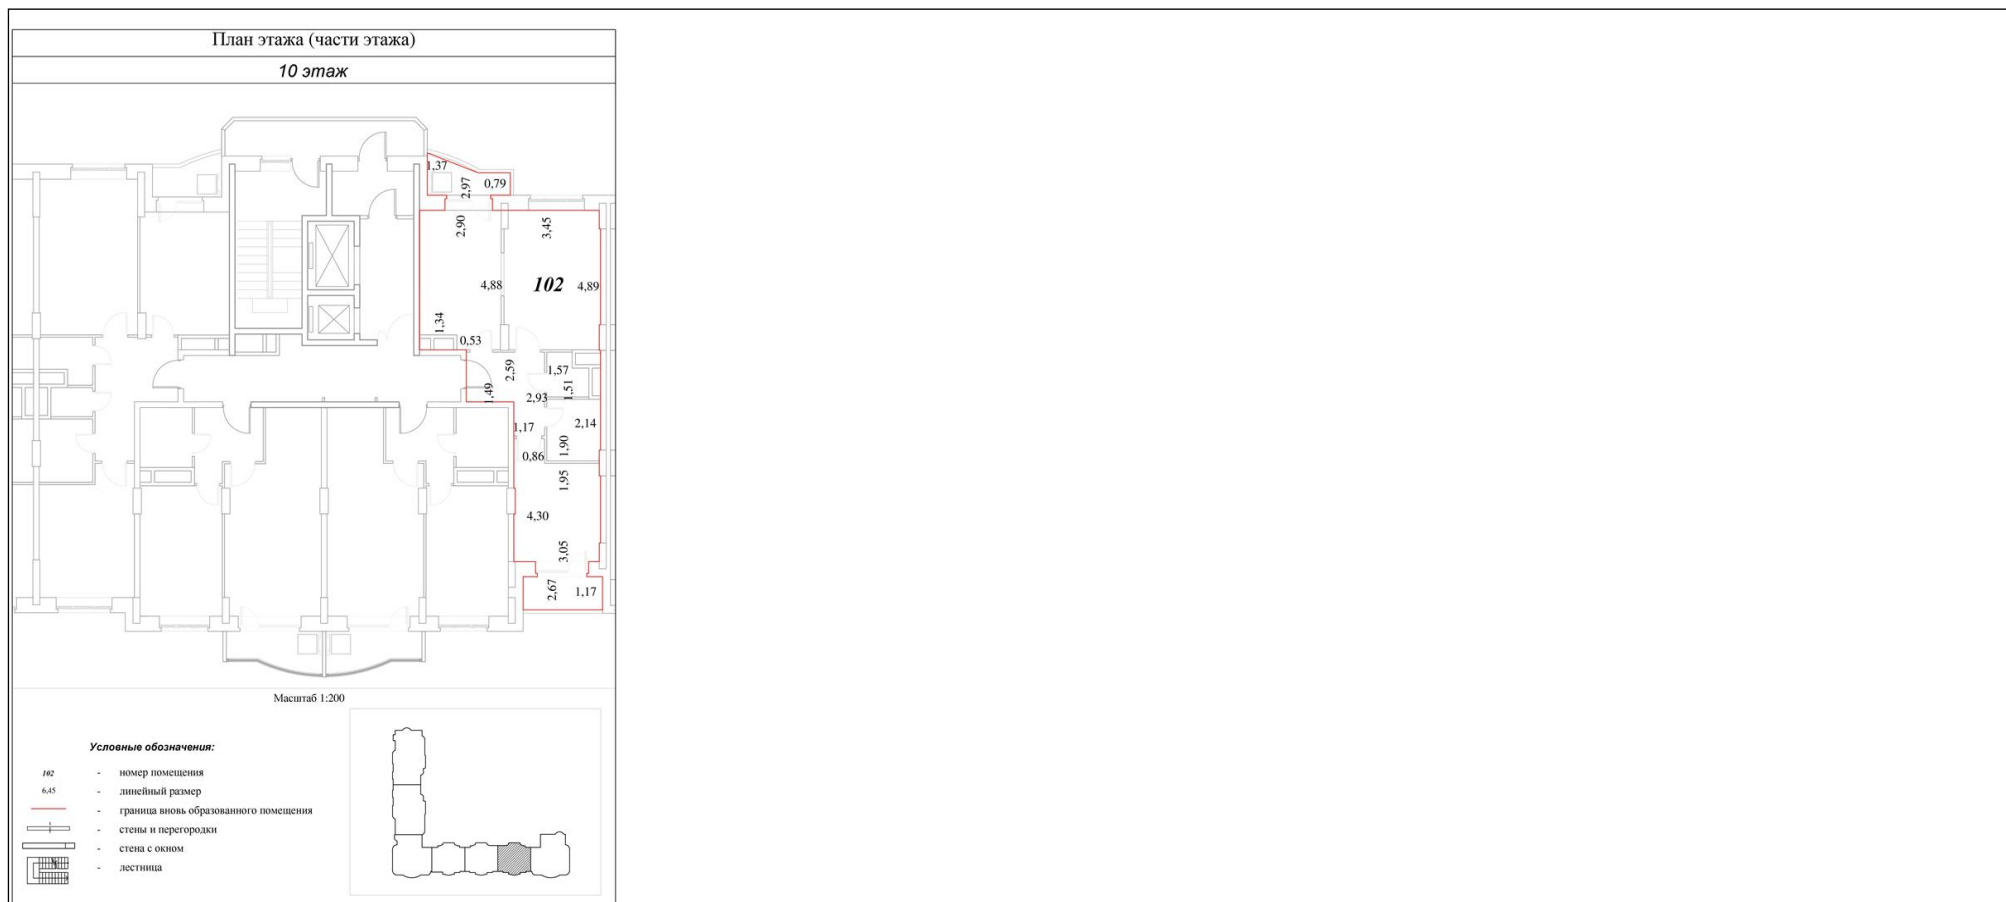 План этажа (части этажа)
10 этаж
1,37
2,97
0,79
2,90
3,45
4,88
102
4,89
1,34
0,53
2,59
1,57
1,49
1,51
2,93
1,17
2,14
1,90
0,86
1,95
4,30
3,05
2,67
1,17
Масштаб 1:200
Условные обозначения:
102 - номер помещения
6,45 - линейный размер
- граница вновь образованного помещения
- стены и перегородки
- стена с окном
- лестница